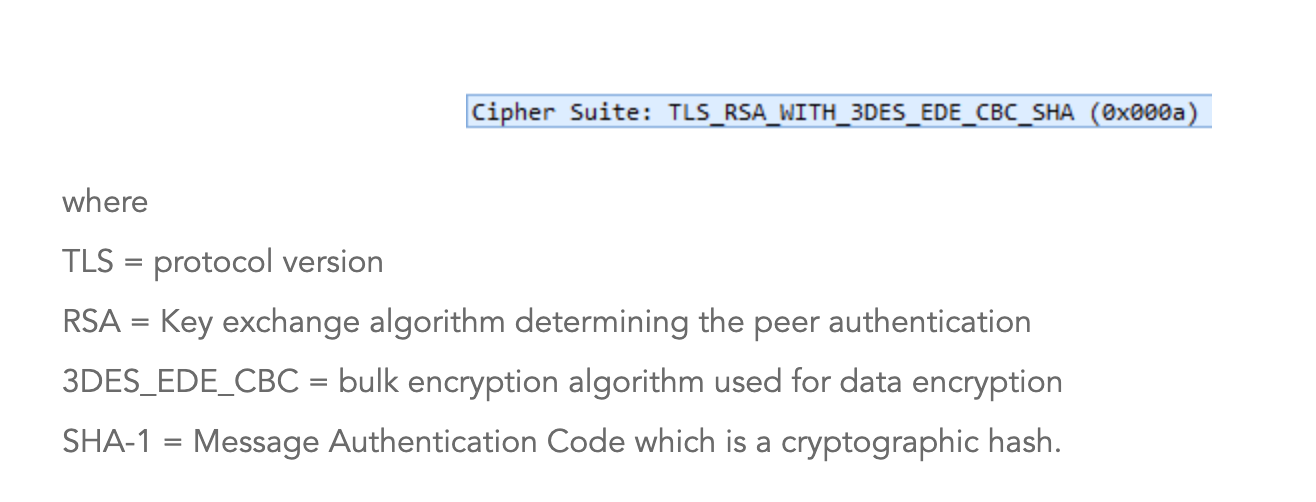 Cipher Suite: TLS_RSA_WITH_3DES_EDE_CBC_SHA (0x000a)
where
TLS = protocol version
RSA = Key exchange algorithm determining the peer authentication
3DES_EDE_CBC = bulk encryption algorithm used for data encryption
SHA-1 = Message Authentication Code which is a cryptographic hash.